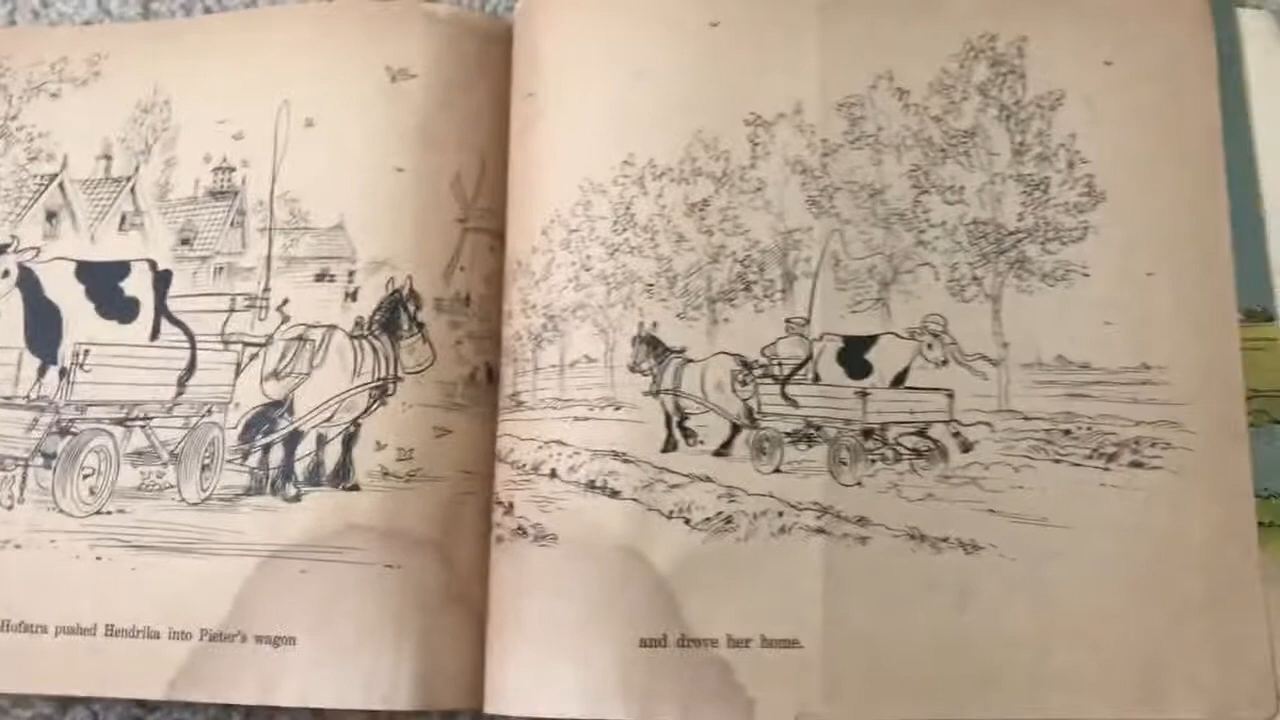 Hofstra pushed Hendrika into Pieter's wagon
and drove her home.